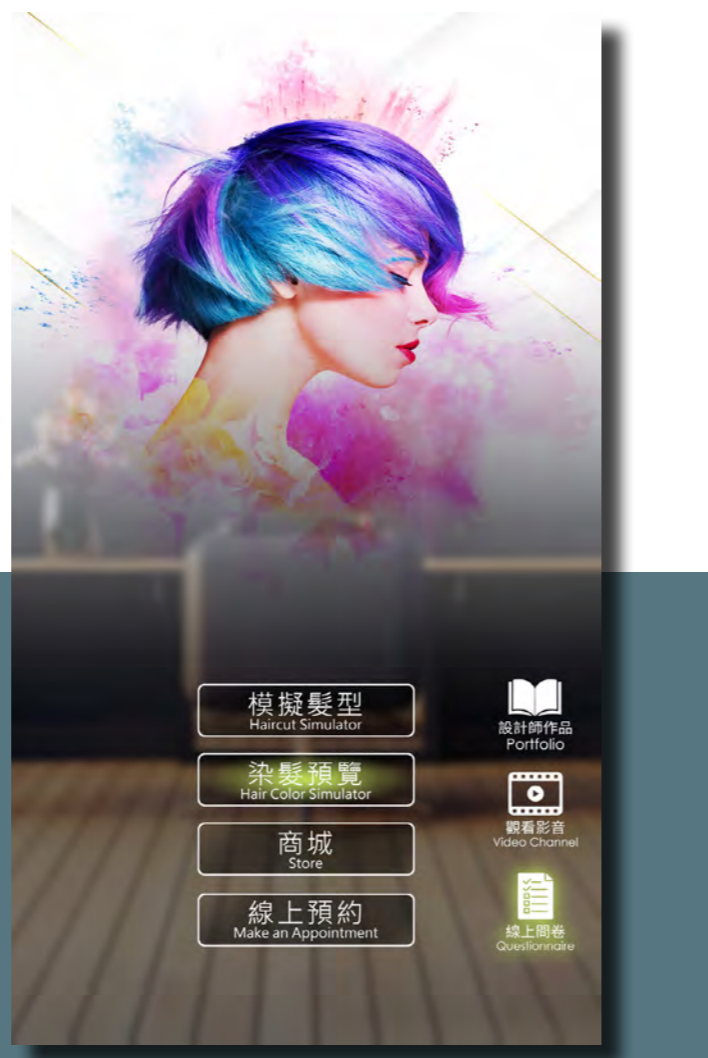 模擬髮型
Haircut Simulator
染髮預覽
Hair Color Simulator
商城
Store
線上預約
Make an Appointment
設計師作品
Portfolio
觀看影音
Video Channel
線上問卷
Questionnaire